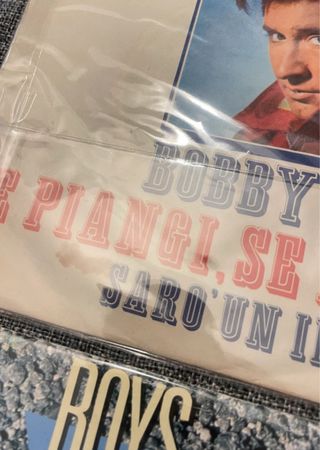 BOBBY
E PIANGI, SE
SARO' UN I
BOYS